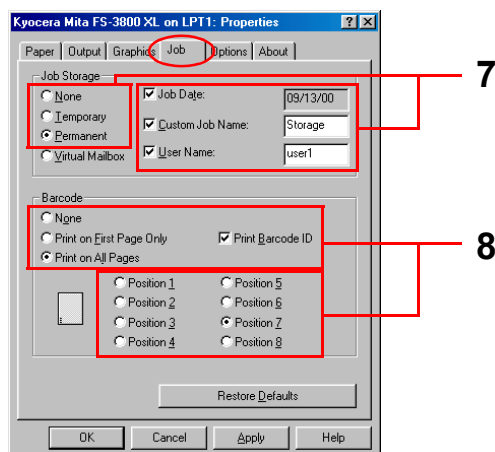 Kyocera Mita FS-3800 XL on LPT1: Properties
Paper Output Graphics Job Options About
Job Storage
None
Temporary
Permanent
Virtual Mailbox
Job Date: 09/13/00
Custom Job Name: Storage
User Name: user1
7
Barcode
None
Print on First Page Only
Print on All Pages
Print Barcode ID
8
Position 1
Position 2
Position 3
Position 4
Position 5
Position 6
Position 7
Position 8
Restore Defaults
OK Cancel Apply Help